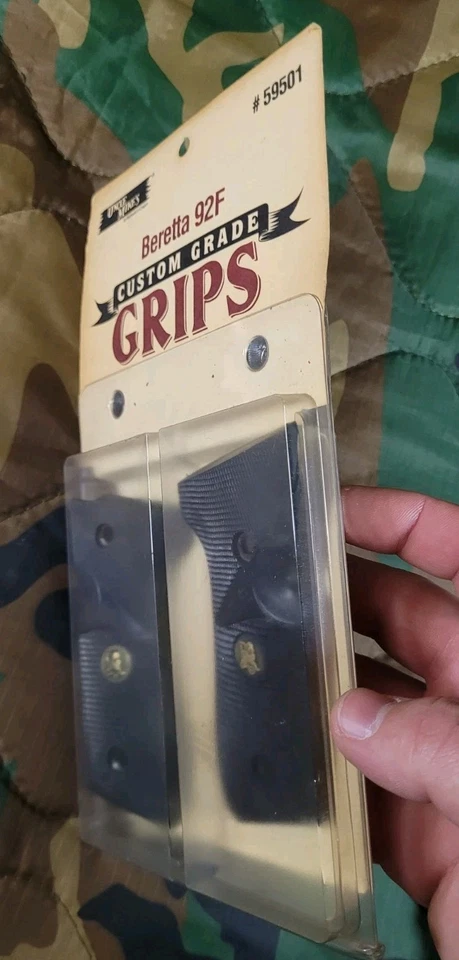 # 59501
UNCLE
MIKE'S
Beretta 92F
CUSTOM GRADE
GRIPS